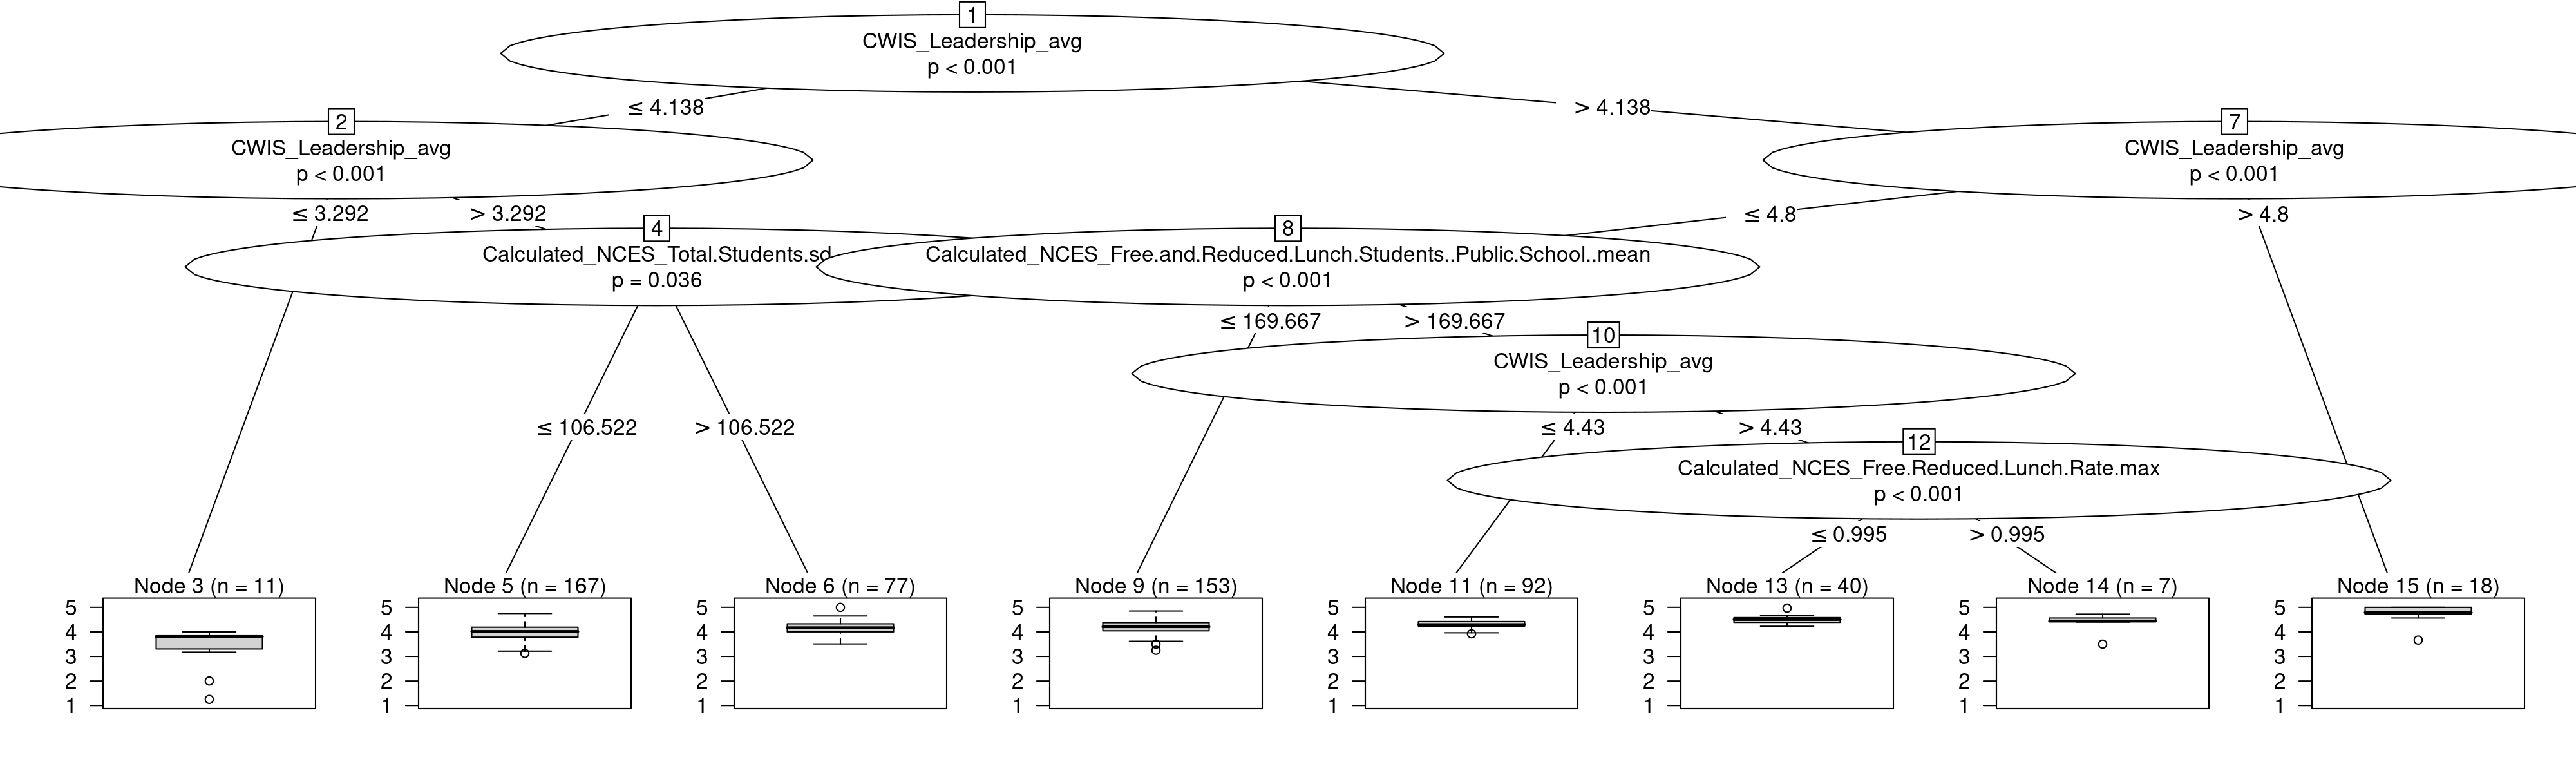 1
CWIS_Leadership_avg
p < 0.001
≤ 4.138
> 4.138
2
CWIS_Leadership_avg
p < 0.001
7
CWIS_Leadership_avg
p < 0.001
≤ 3.292
> 3.292
≤ 4.8
> 4.8
4
Calculated_NCES_Total.Students.sd
p = 0.036
8
Calculated_NCES_Free.and.Reduced.Lunch.Students..Public.School..mean
p < 0.001
≤ 169.667
> 169.667
10
CWIS_Leadership_avg
p < 0.001
≤ 106.522
> 106.522
≤ 4.43
> 4.43
12
Calculated_NCES_Free.Reduced.Lunch.Rate.max
p < 0.001
≤ 0.995
> 0.995
Node 3 (n = 11)
5
4
3
2
1
Node 5 (n = 167)
5
4
3
2
1
Node 6 (n = 77)
5
4
3
2
1
Node 9 (n = 153)
5
4
3
2
1
Node 11 (n = 92)
5
4
3
2
1
Node 13 (n = 40)
5
4
3
2
1
Node 14 (n = 7)
5
4
3
2
1
Node 15 (n = 18)
5
4
3
2
1